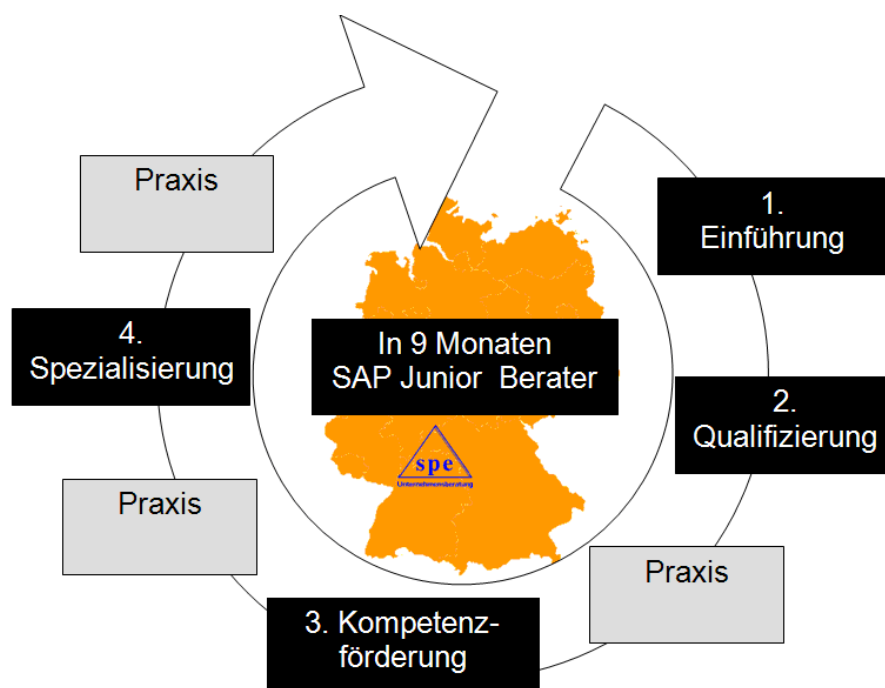 In 9 Monaten
SAP Junior Berater
spe
Unternehmensberatung
1.
Einführung
2.
Qualifizierung
Praxis
3. Kompetenz-
förderung
Praxis
4.
Spezialisierung
Praxis